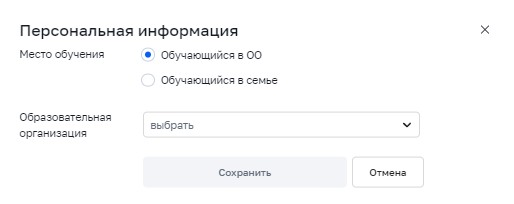 Персональная информация
Место обучения
Обучающийся в ОО
Обучающийся в семье
Образовательная
организация
выбрать
Сохранить
Отмена